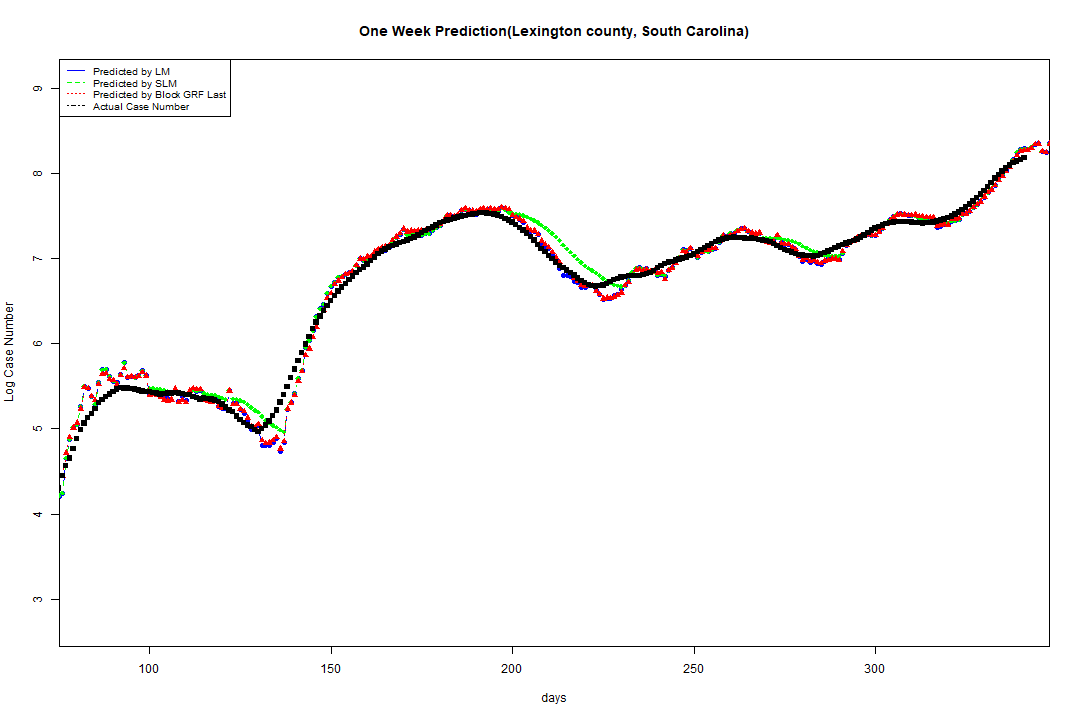 One Week Prediction(Lexington county, South Carolina)
Predicted by LM
Predicted by SLM
Predicted by Block GRF Last
Actual Case Number
9
8
7
6
5
4
3
Log Case Number
100 150 200 250 300
days